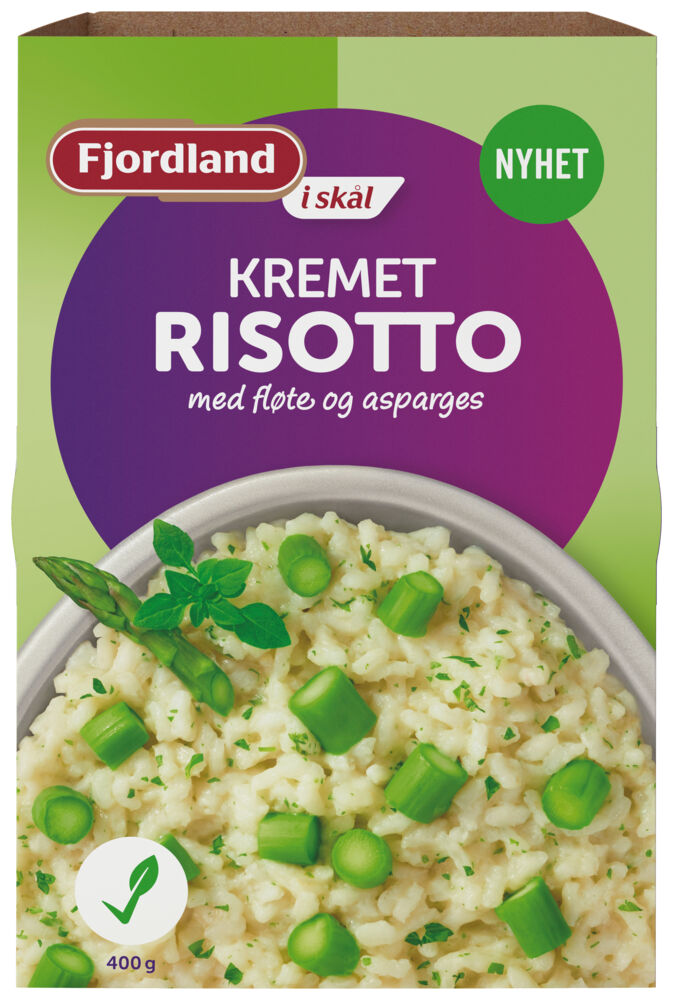 Fjordland
i skål
NYHET
KREMET
RISOTTO
med fløte og asparges
400 g